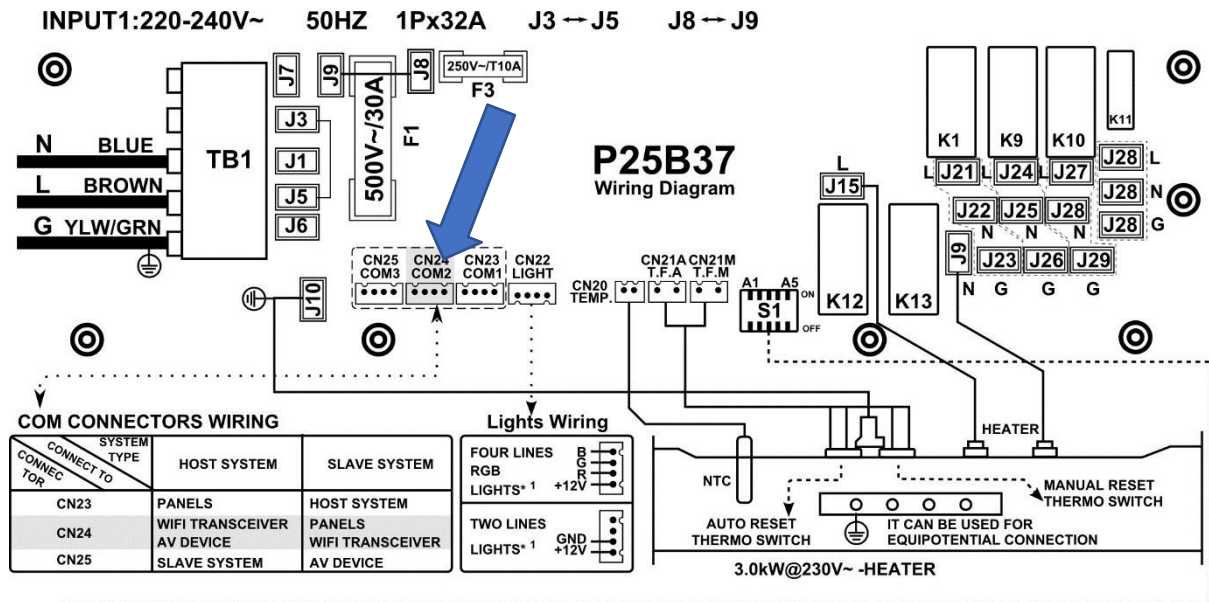 INPUT1:220-240V~ 50HZ 1Px32A J3↔J5 J8↔J9
J7
J9
J8
250V~/T10A
F3
500V~/30A
F1
J3
J1
J5
J6
TB1
N BLUE
L BROWN
G YLW/GRN
P25B37
Wiring Diagram
K1
K9
K10
K11
L J21 L J24 L J27
J28 L
J28 N
J28 G
J22 J25 J28
N N N
J23 J26 J29
G G G
L
J15
J9
N
K12
K13
CN25
COM3
CN24
COM2
CN23
COM1
CN22
LIGHT
CN20
TEMP.
CN21A
T.F.A
CN21M
T.F.M
A1 A5
ON
S1
OFF
J10
COM CONNECTORS WIRING
SYSTEM
TYPE
CONNECT TO
CONNEC
TOR
HOST SYSTEM
SLAVE SYSTEM
CN23 PANELS HOST SYSTEM
CN24
WIFI TRANSCEIVER
AV DEVICE
PANELS
WIFI TRANSCEIVER
CN25 SLAVE SYSTEM AV DEVICE
Lights Wiring
FOUR LINES
RGB
LIGHTS* 1
B
G
R
+12V
TWO LINES
LIGHTS* 1
GND
+12V
HEATER
NTC
AUTO RESET
THERMO SWITCH
MANUAL RESET
THERMO SWITCH
IT CAN BE USED FOR
EQUIPOTENTIAL CONNECTION
3.0kW@230V~ -HEATER